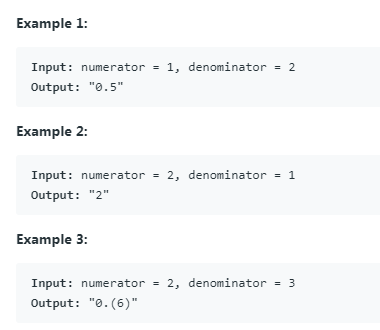 Example 1:
Input: numerator = 1, denominator = 2
Output: "0.5"
Example 2:
Input: numerator = 2, denominator = 1
Output: "2"
Example 3:
Input: numerator = 2, denominator = 3
Output: "0.(6)"